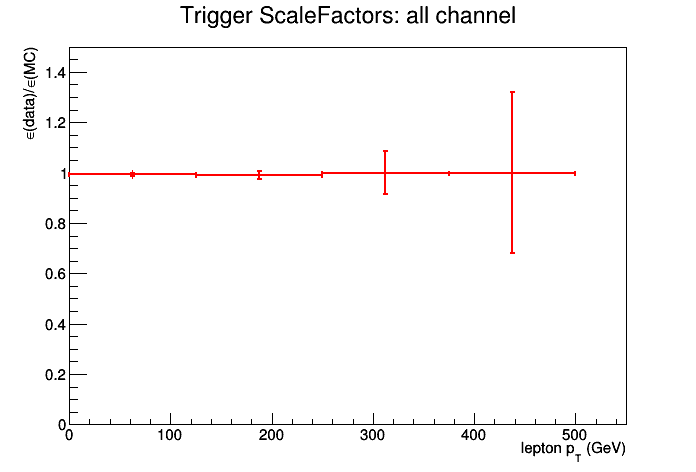 Trigger ScaleFactors: all channel
ϵ(data)/ϵ(MC)
1.4
1.2
1
0.8
0.6
0.4
0.2
0
0 100 200 300 400 500
lepton p_T (GeV)